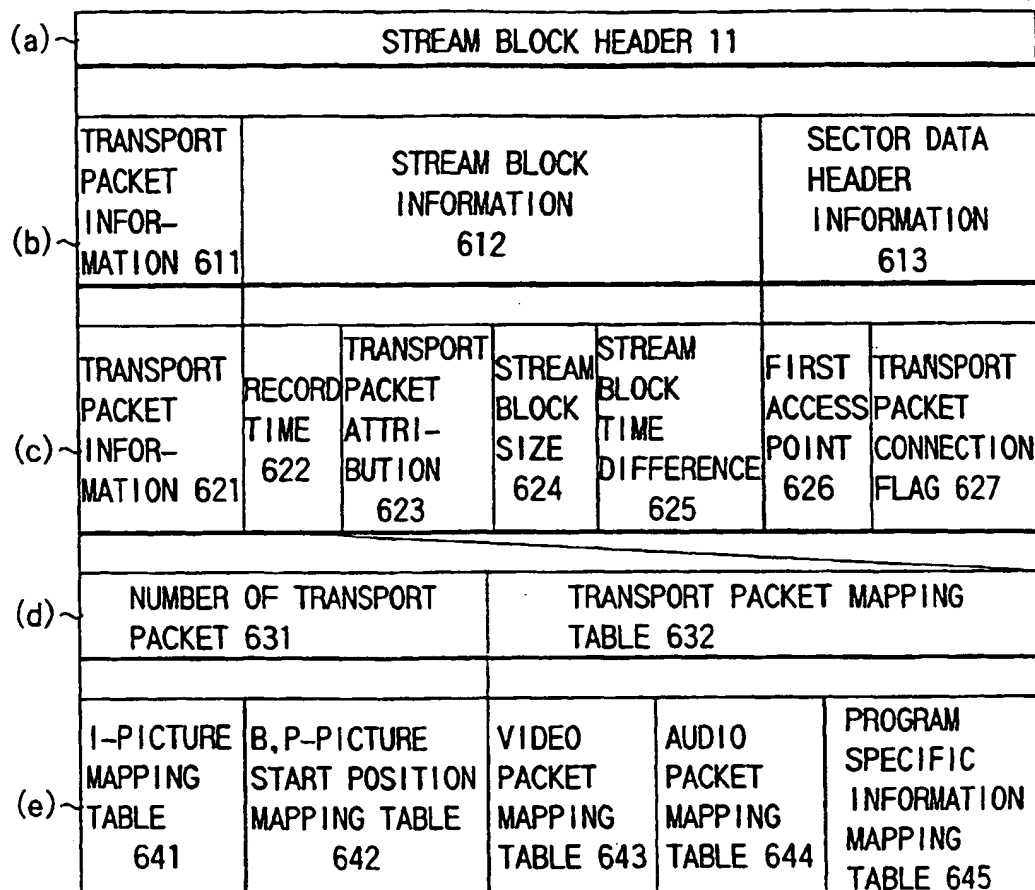 (a)
STREAM BLOCK HEADER 11
(b)
TRANSPORT
PACKET
INFOR-
MATION 611
STREAM BLOCK
INFORMATION
612
SECTOR DATA
HEADER
INFORMATION
613
(c)
TRANSPORT
PACKET
INFOR-
MATION 621
RECORD
TIME
622
TRANSPORT
PACKET
ATTRI-
BUTION
623
STREAM
BLOCK
SIZE
624
STREAM
BLOCK
TIME
DIFFERENCE
625
FIRST
ACCESS
POINT
626
TRANSPORT
PACKET
CONNECTION
FLAG 627
(d)
NUMBER OF TRANSPORT
PACKET 631
TRANSPORT PACKET MAPPING
TABLE 632
(e)
I-PICTURE
MAPPING
TABLE
641
B,P-PICTURE
START POSITION
MAPPING TABLE
642
VIDEO
PACKET
MAPPING
TABLE 643
AUDIO
PACKET
MAPPING
TABLE 644
PROGRAM
SPECIFIC
INFORMATION
MAPPING
TABLE 645